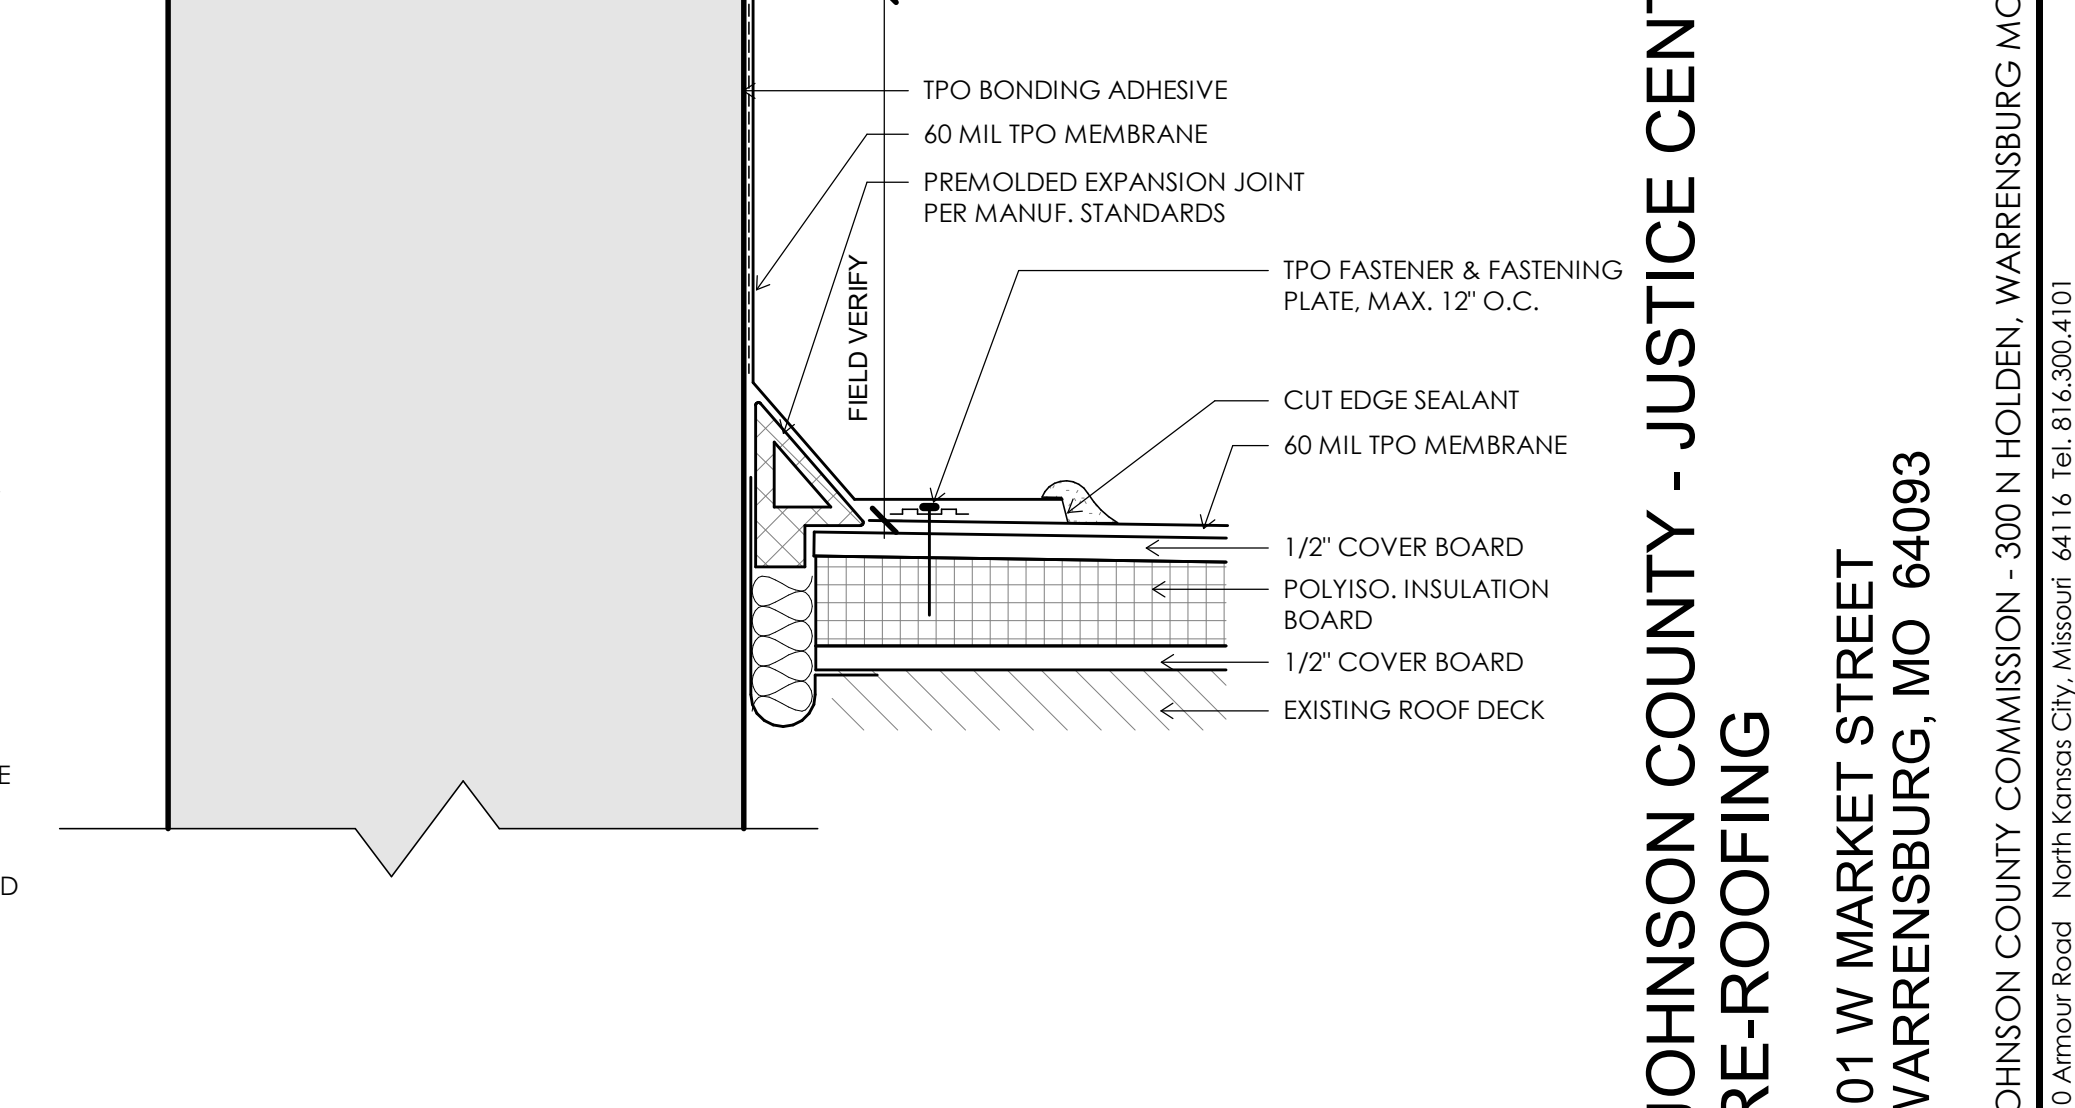 TPO BONDING ADHESIVE
60 MIL TPO MEMBRANE
PREMOLDED EXPANSION JOINT
PER MANUF. STANDARDS
FIELD VERIFY
TPO FASTENER & FASTENING
PLATE, MAX. 12" O.C.
CUT EDGE SEALANT
60 MIL TPO MEMBRANE
1/2" COVER BOARD
POLYISO. INSULATION
BOARD
1/2" COVER BOARD
EXISTING ROOF DECK
E
D
JOHNSON COUNTY - JUSTICE CENT
RE-ROOFING
01 W MARKET STREET
WARRENSBURG, MO 64093
OHNSON COUNTY COMMISSION - 300 N HOLDEN, WARRENSBURG MO
0 Armour Road North Kansas City, Missouri 64116 Tel. 816.300.4101